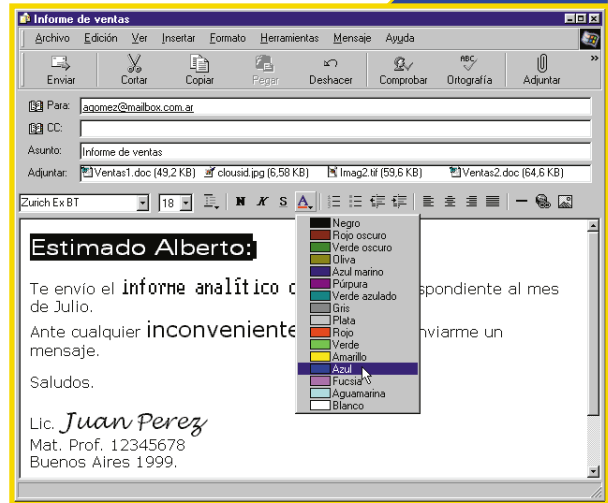 Informe de ventas
Archivo Edición Ver Insertar Formato Herramientas Mensaje Ayuda
Enviar Cortar Copiar Pegar Deshacer Comprobar Ortografía Adjuntar
Para: agomez@mailbox.com.ar
CC:
Asunto: Informe de ventas
Adjuntar: Ventas1.doc (49,2 KB) clousid.jpg (6,58 KB) Imag2.tif (59,6 KB) Ventas2.doc (64,6 KB)
Zurich Ex BT 18 N K S A
Negro
Rojo oscuro
Verde oscuro
Oliva
Azul marino
Púrpura
Verde azulado
Gris
Plata
Rojo
Verde
Amarillo
Azul
Fucsia
Aguamarina
Blanco
Estimado Alberto:
Te envío el informe analítico spondiente al mes
de Julio.
Ante cualquier inconveniente nviarme un
mensaje.
Saludos.
Lic. Juan Perez
Mat. Prof. 12345678
Buenos Aires 1999.